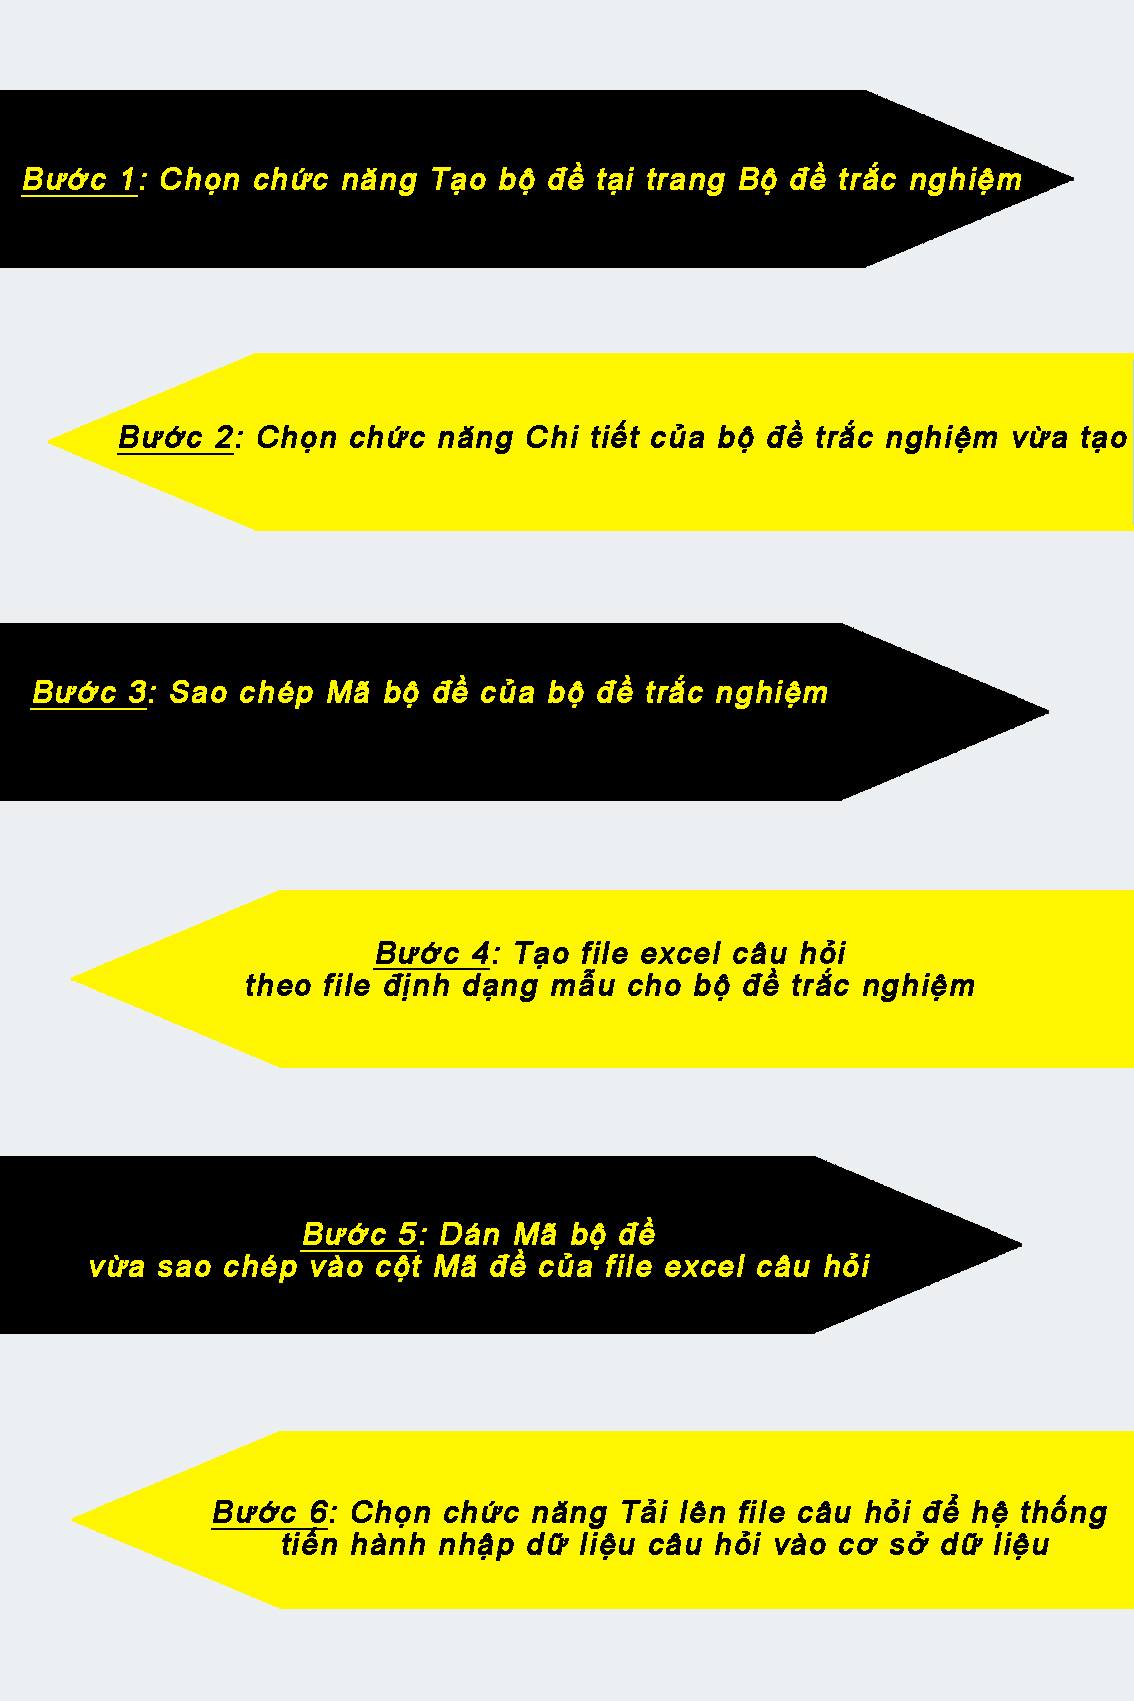 Bước 1: Chọn chức năng Tạo bộ đề tại trang Bộ đề trắc nghiệm
Bước 2: Chọn chức năng Chi tiết của bộ đề trắc nghiệm vừa tạo
Bước 3: Sao chép Mã bộ đề của bộ đề trắc nghiệm
Bước 4: Tạo file excel câu hỏi
theo file định dạng mẫu cho bộ đề trắc nghiệm
Bước 5: Dán Mã bộ đề
vừa sao chép vào cột Mã đề của file excel câu hỏi
Bước 6: Chọn chức năng Tải lên file câu hỏi để hệ thống
tiến hành nhập dữ liệu câu hỏi vào cơ sở dữ liệu